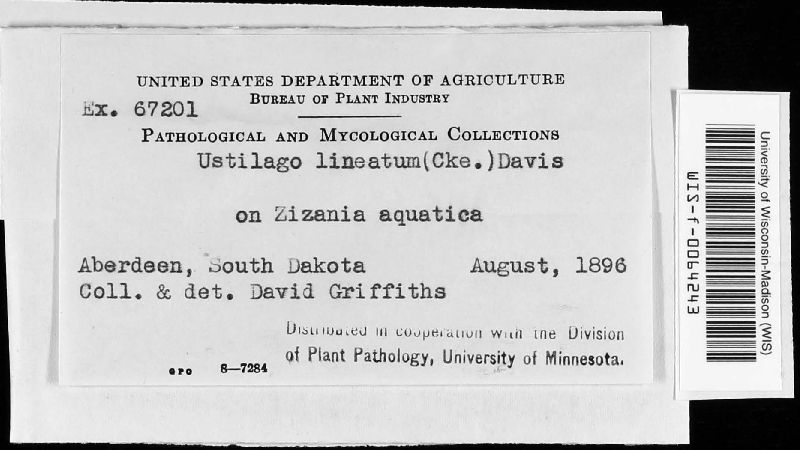 UNITED STATES DEPARTMENT OF AGRICULTURE
BUREAU OF PLANT INDUSTRY
Ex. 67201
PATHOLOGICAL AND MYCOLOGICAL COLLECTIONS
Ustilago lineatum(Cke.)Davis
on Zizania aquatica
Aberdeen, South Dakota August, 1896
Coll. & det. David Griffiths
Distributed in cooperation with the Division
of Plant Pathology, University of Minnesota.
GPO 8—7284
University of Wisconsin-Madison (WIS)
WIS-f-0064243